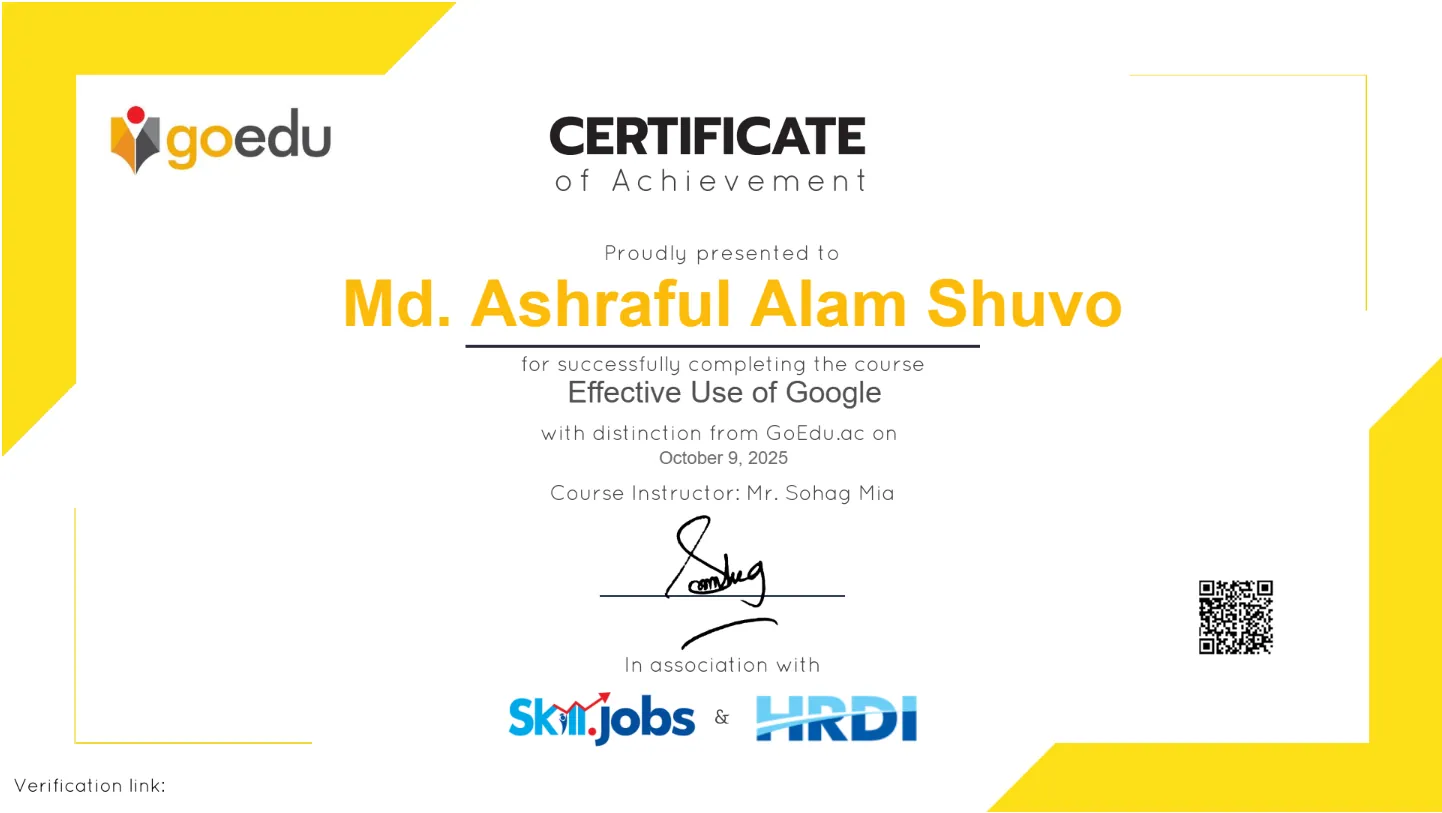 goedu
CERTIFICATE
of Achievement
Proudly presented to
Md. Ashraful Alam Shuvo
for successfully completing the course
Effective Use of Google
with distinction from GoEdu.ac on
October 9, 2025
Course Instructor: Mr. Sohag Mia
In association with
Skill.jobs & HRDI
Verification link: